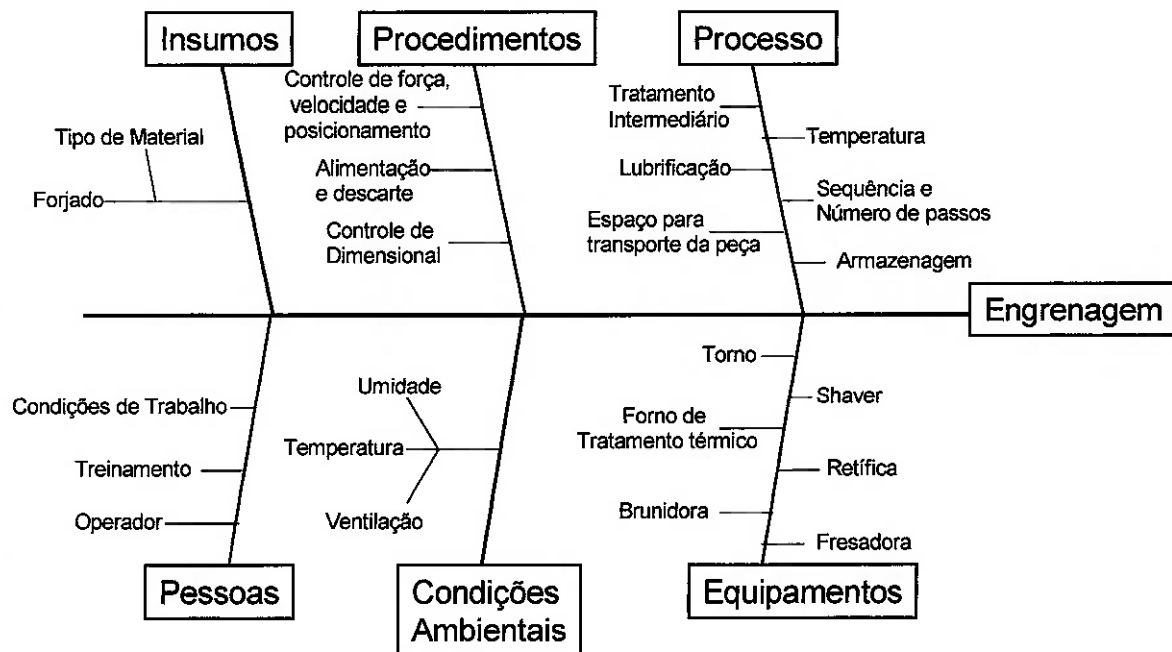 Insumos
Procedimentos
Processo
Controle de força,
velocidade e
posicionamento
Tratamento
Intermediário
Tipo de Material
Temperatura
Alimentação
e descarte
Lubrificação
Forjado
Sequência e
Número de passos
Espaço para
transporte da peça
Controle de
Dimensional
Armazenagem
Engrenagem
Torno
Umidade
Shaver
Condições de Trabalho
Forno de
Tratamento térmico
Temperatura
Treinamento
Retífica
Brunidora
Operador
Ventilação
Fresadora
Pessoas
Condições
Ambientais
Equipamentos